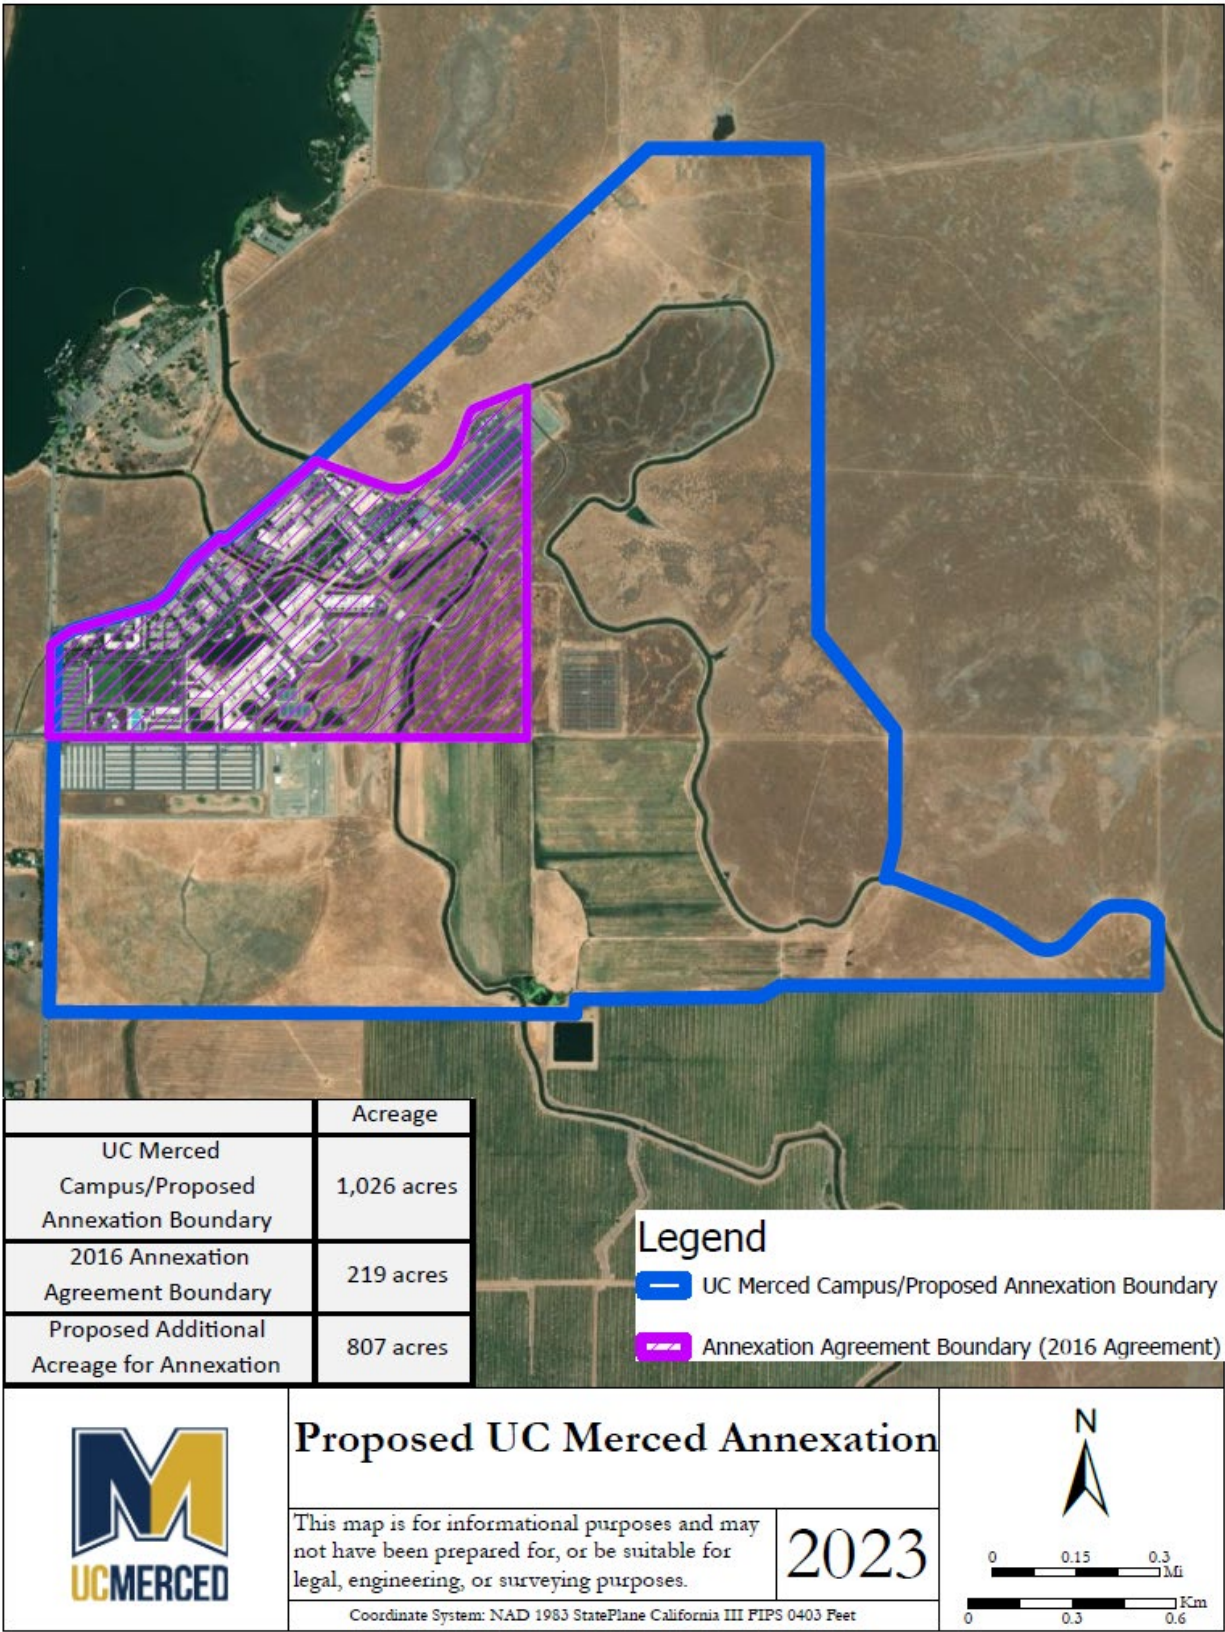 Acreage
UC Merced
Campus/Proposed
Annexation Boundary
1,026 acres
2016 Annexation
Agreement Boundary
219 acres
Proposed Additional
Acreage for Annexation
807 acres
Legend
UC Merced Campus/Proposed Annexation Boundary
Annexation Agreement Boundary (2016 Agreement)
UCMERCED
Proposed UC Merced Annexation
This map is for informational purposes and may
not have been prepared for, or be suitable for
legal, engineering, or surveying purposes.
2023
Coordinate System: NAD 1983 StatePlane California III FIPS 0403 Feet
N
0 0.15 0.3
Mi
Km
0 0.3 0.6